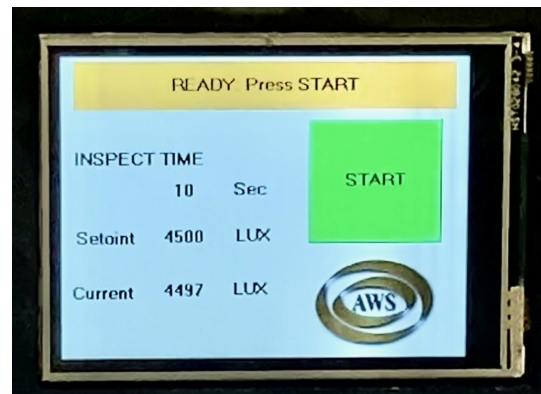 READY Press START
INSPECT TIME
10 Sec
START
Setoint 4500 LUX
Current 4497 LUX
AWS